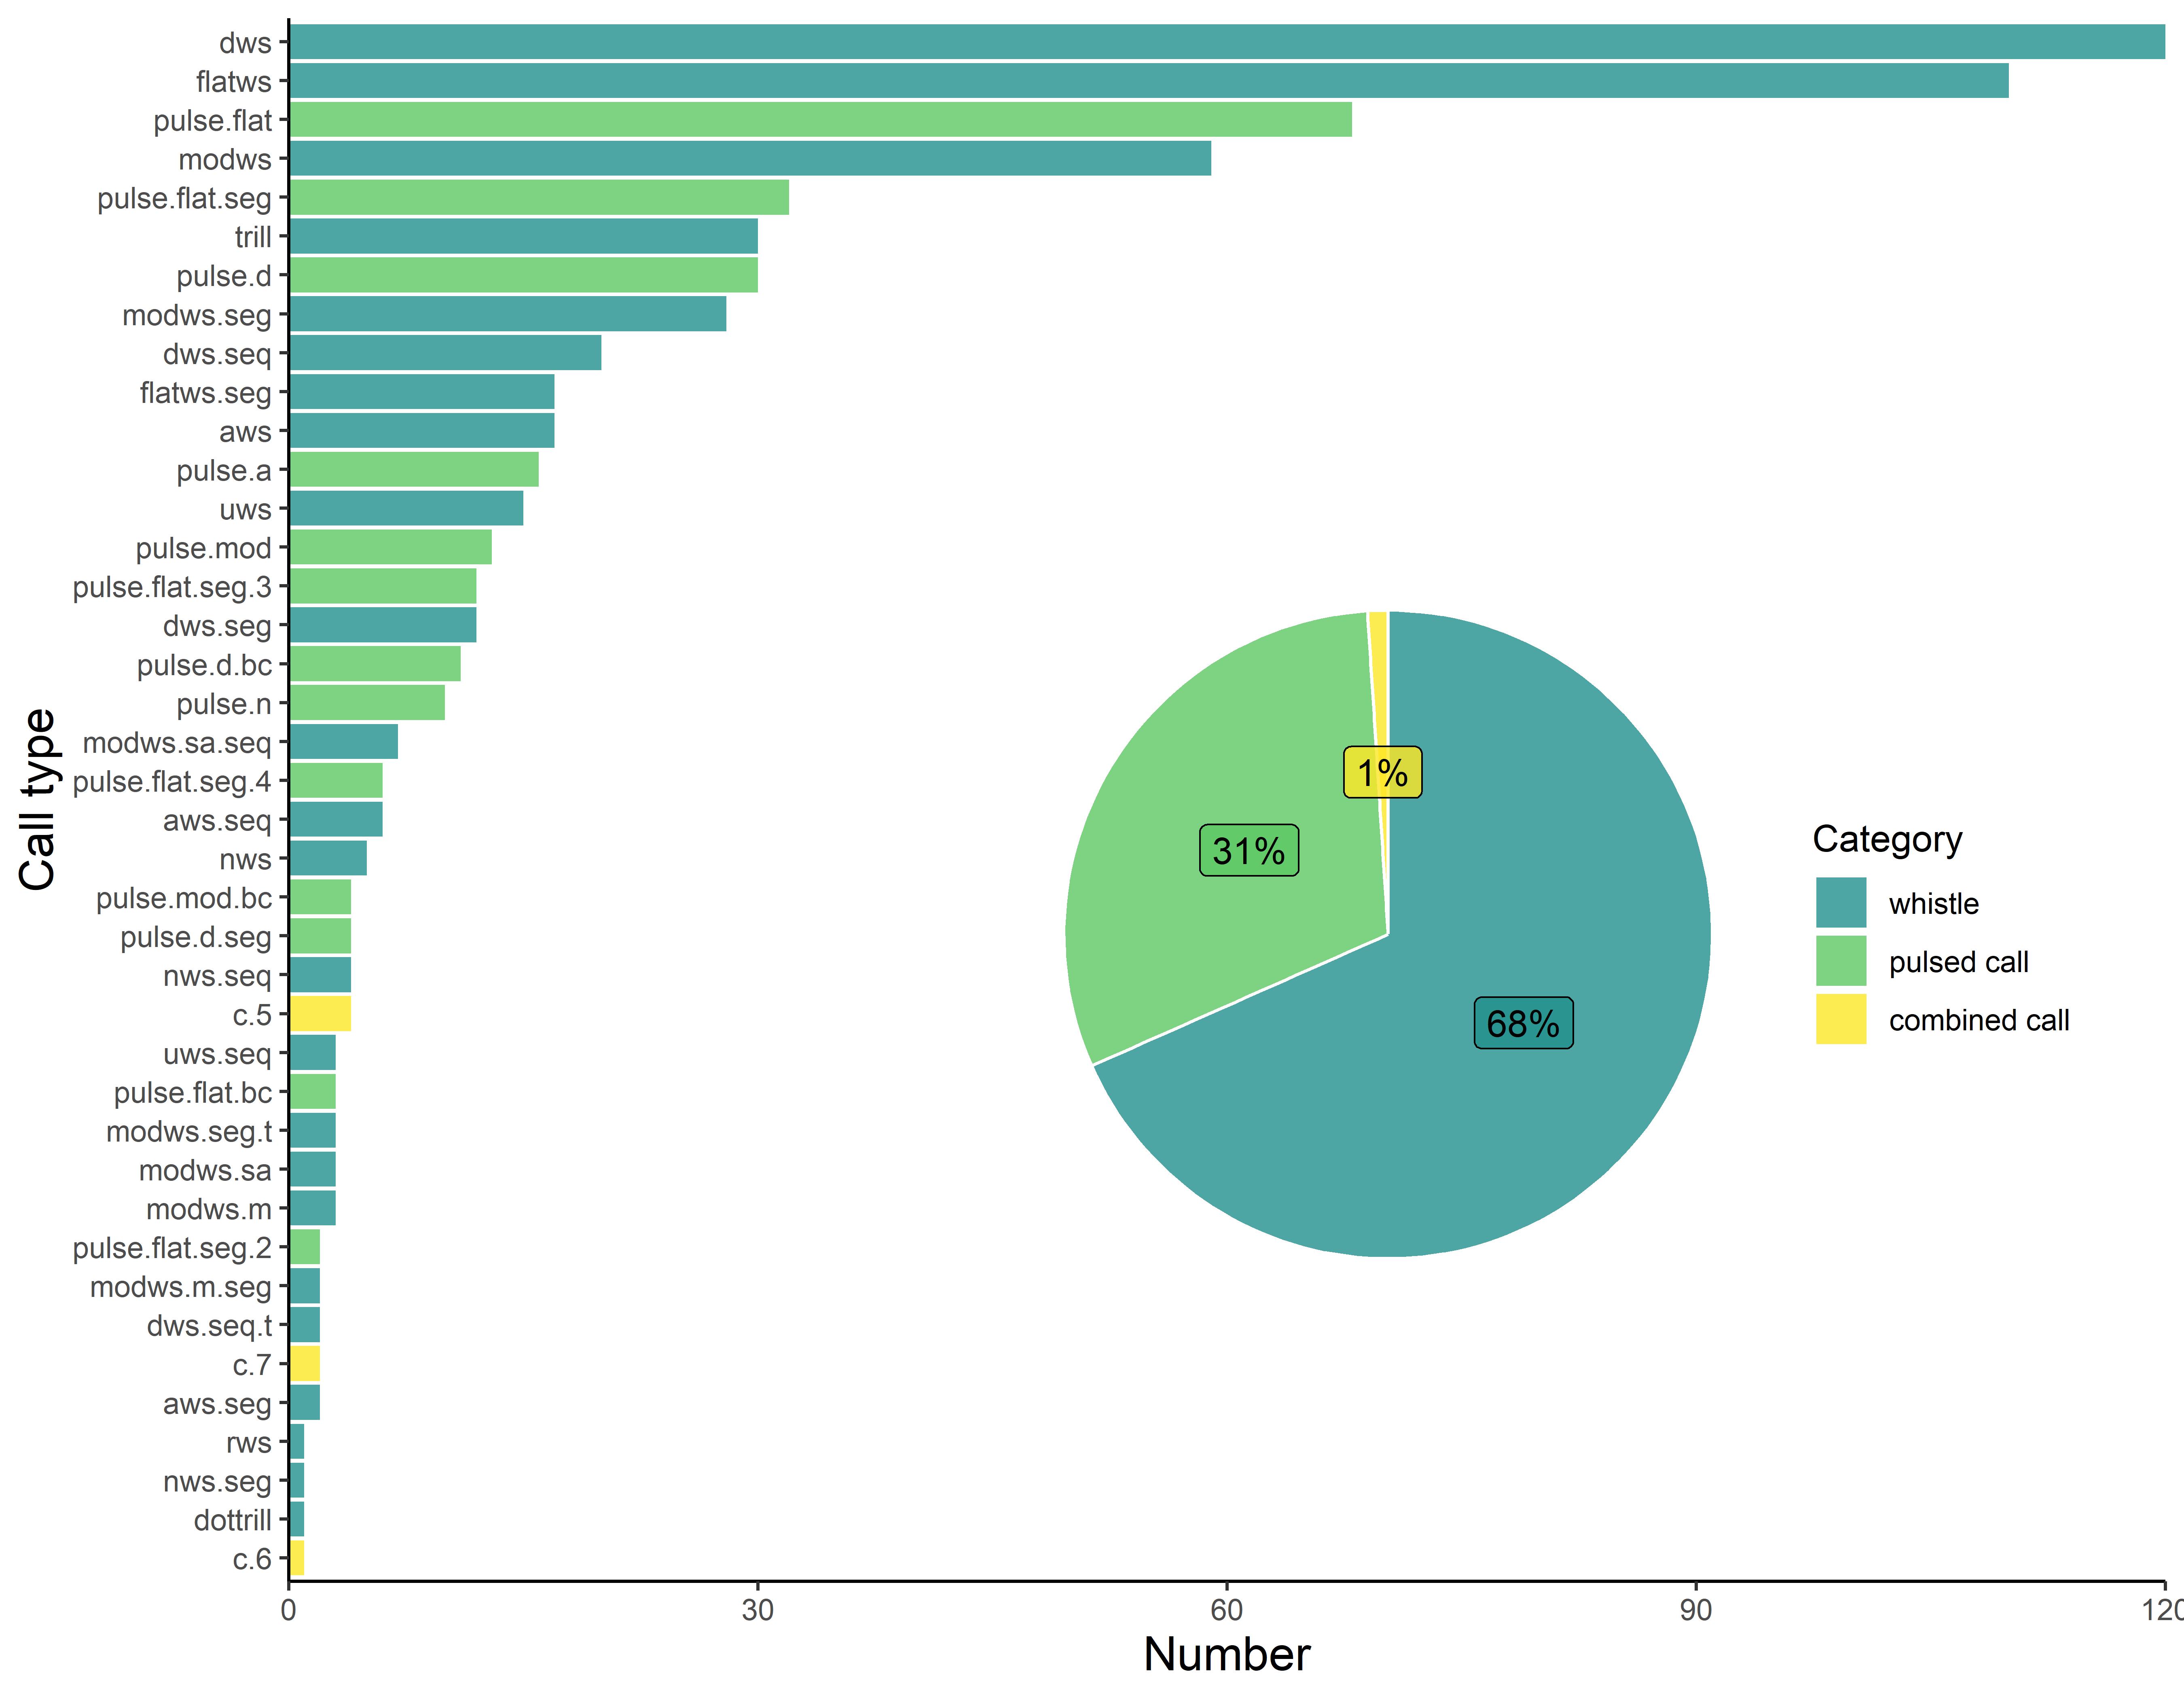 dws
flatws
pulse.flat
modws
pulse.flat.seg
trill
pulse.d
modws.seg
dws.seq
flatws.seg
aws
pulse.a
uws
pulse.mod
pulse.flat.seg.3
dws.seg
pulse.d.bc
pulse.n
modws.sa.seq
pulse.flat.seg.4
aws.seq
nws
pulse.mod.bc
pulse.d.seg
nws.seq
c.5
uws.seq
pulse.flat.bc
modws.seg.t
modws.sa
modws.m
pulse.flat.seg.2
modws.m.seg
dws.seq.t
c.7
aws.seg
rws
nws.seg
dottrill
c.6
Call type
0 30 60 90 120
Number
1%
31%
68%
Category
whistle
pulsed call
combined call